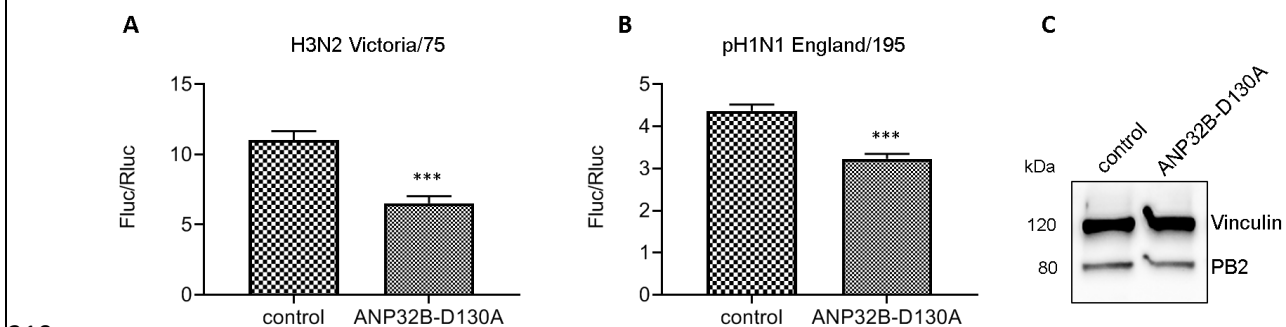 A
H3N2 Victoria/75
15
10
5
0
Fluc/Rluc
***
control
ANP32B-D130A
B
pH1N1 England/195
5
4
3
2
1
0
Fluc/Rluc
***
control
ANP32B-D130A
C
control
ANP32B-D130A
kDa
120
Vinculin
80
PB2